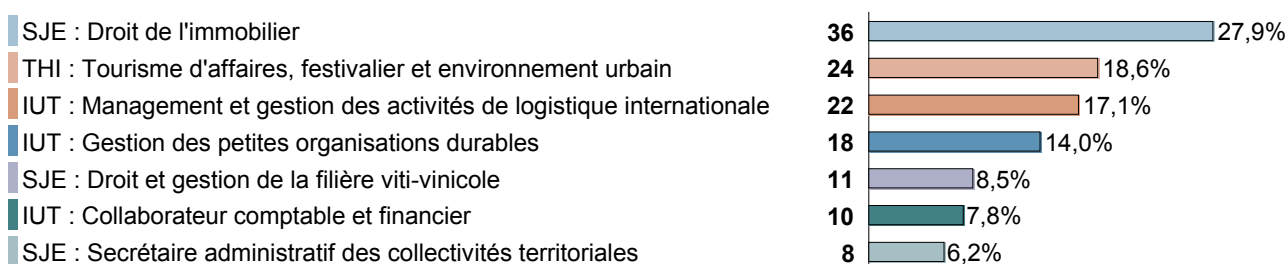 SJE : Droit de l'immobilier 36 27,9%
THI : Tourisme d'affaires, festivalier et environnement urbain 24 18,6%
IUT : Management et gestion des activités de logistique internationale 22 17,1%
IUT : Gestion des petites organisations durables 18 14,0%
SJE : Droit et gestion de la filière viti-vinicole 11 8,5%
IUT : Collaborateur comptable et financier 10 7,8%
SJE : Secrétaire administratif des collectivités territoriales 8 6,2%